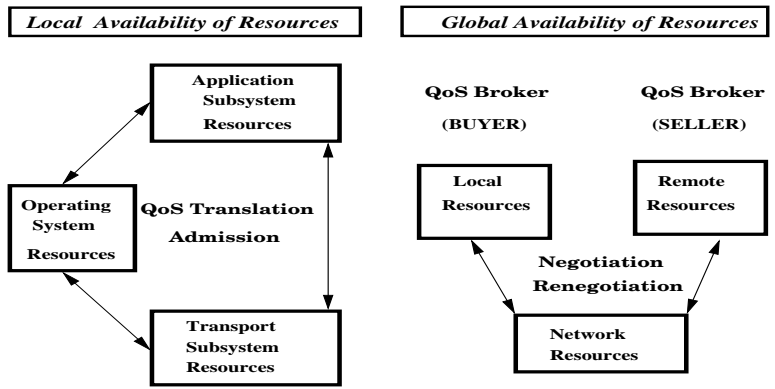 Local Availability of Resources
Application
Subsystem
Resources
Operating
System
Resources
QoS Translation
Admission
Transport
Subsystem
Resources
Global Availability of Resources
QoS Broker
(BUYER)
QoS Broker
(SELLER)
Local
Resources
Remote
Resources
Negotiation
Renegotiation
Network
Resources